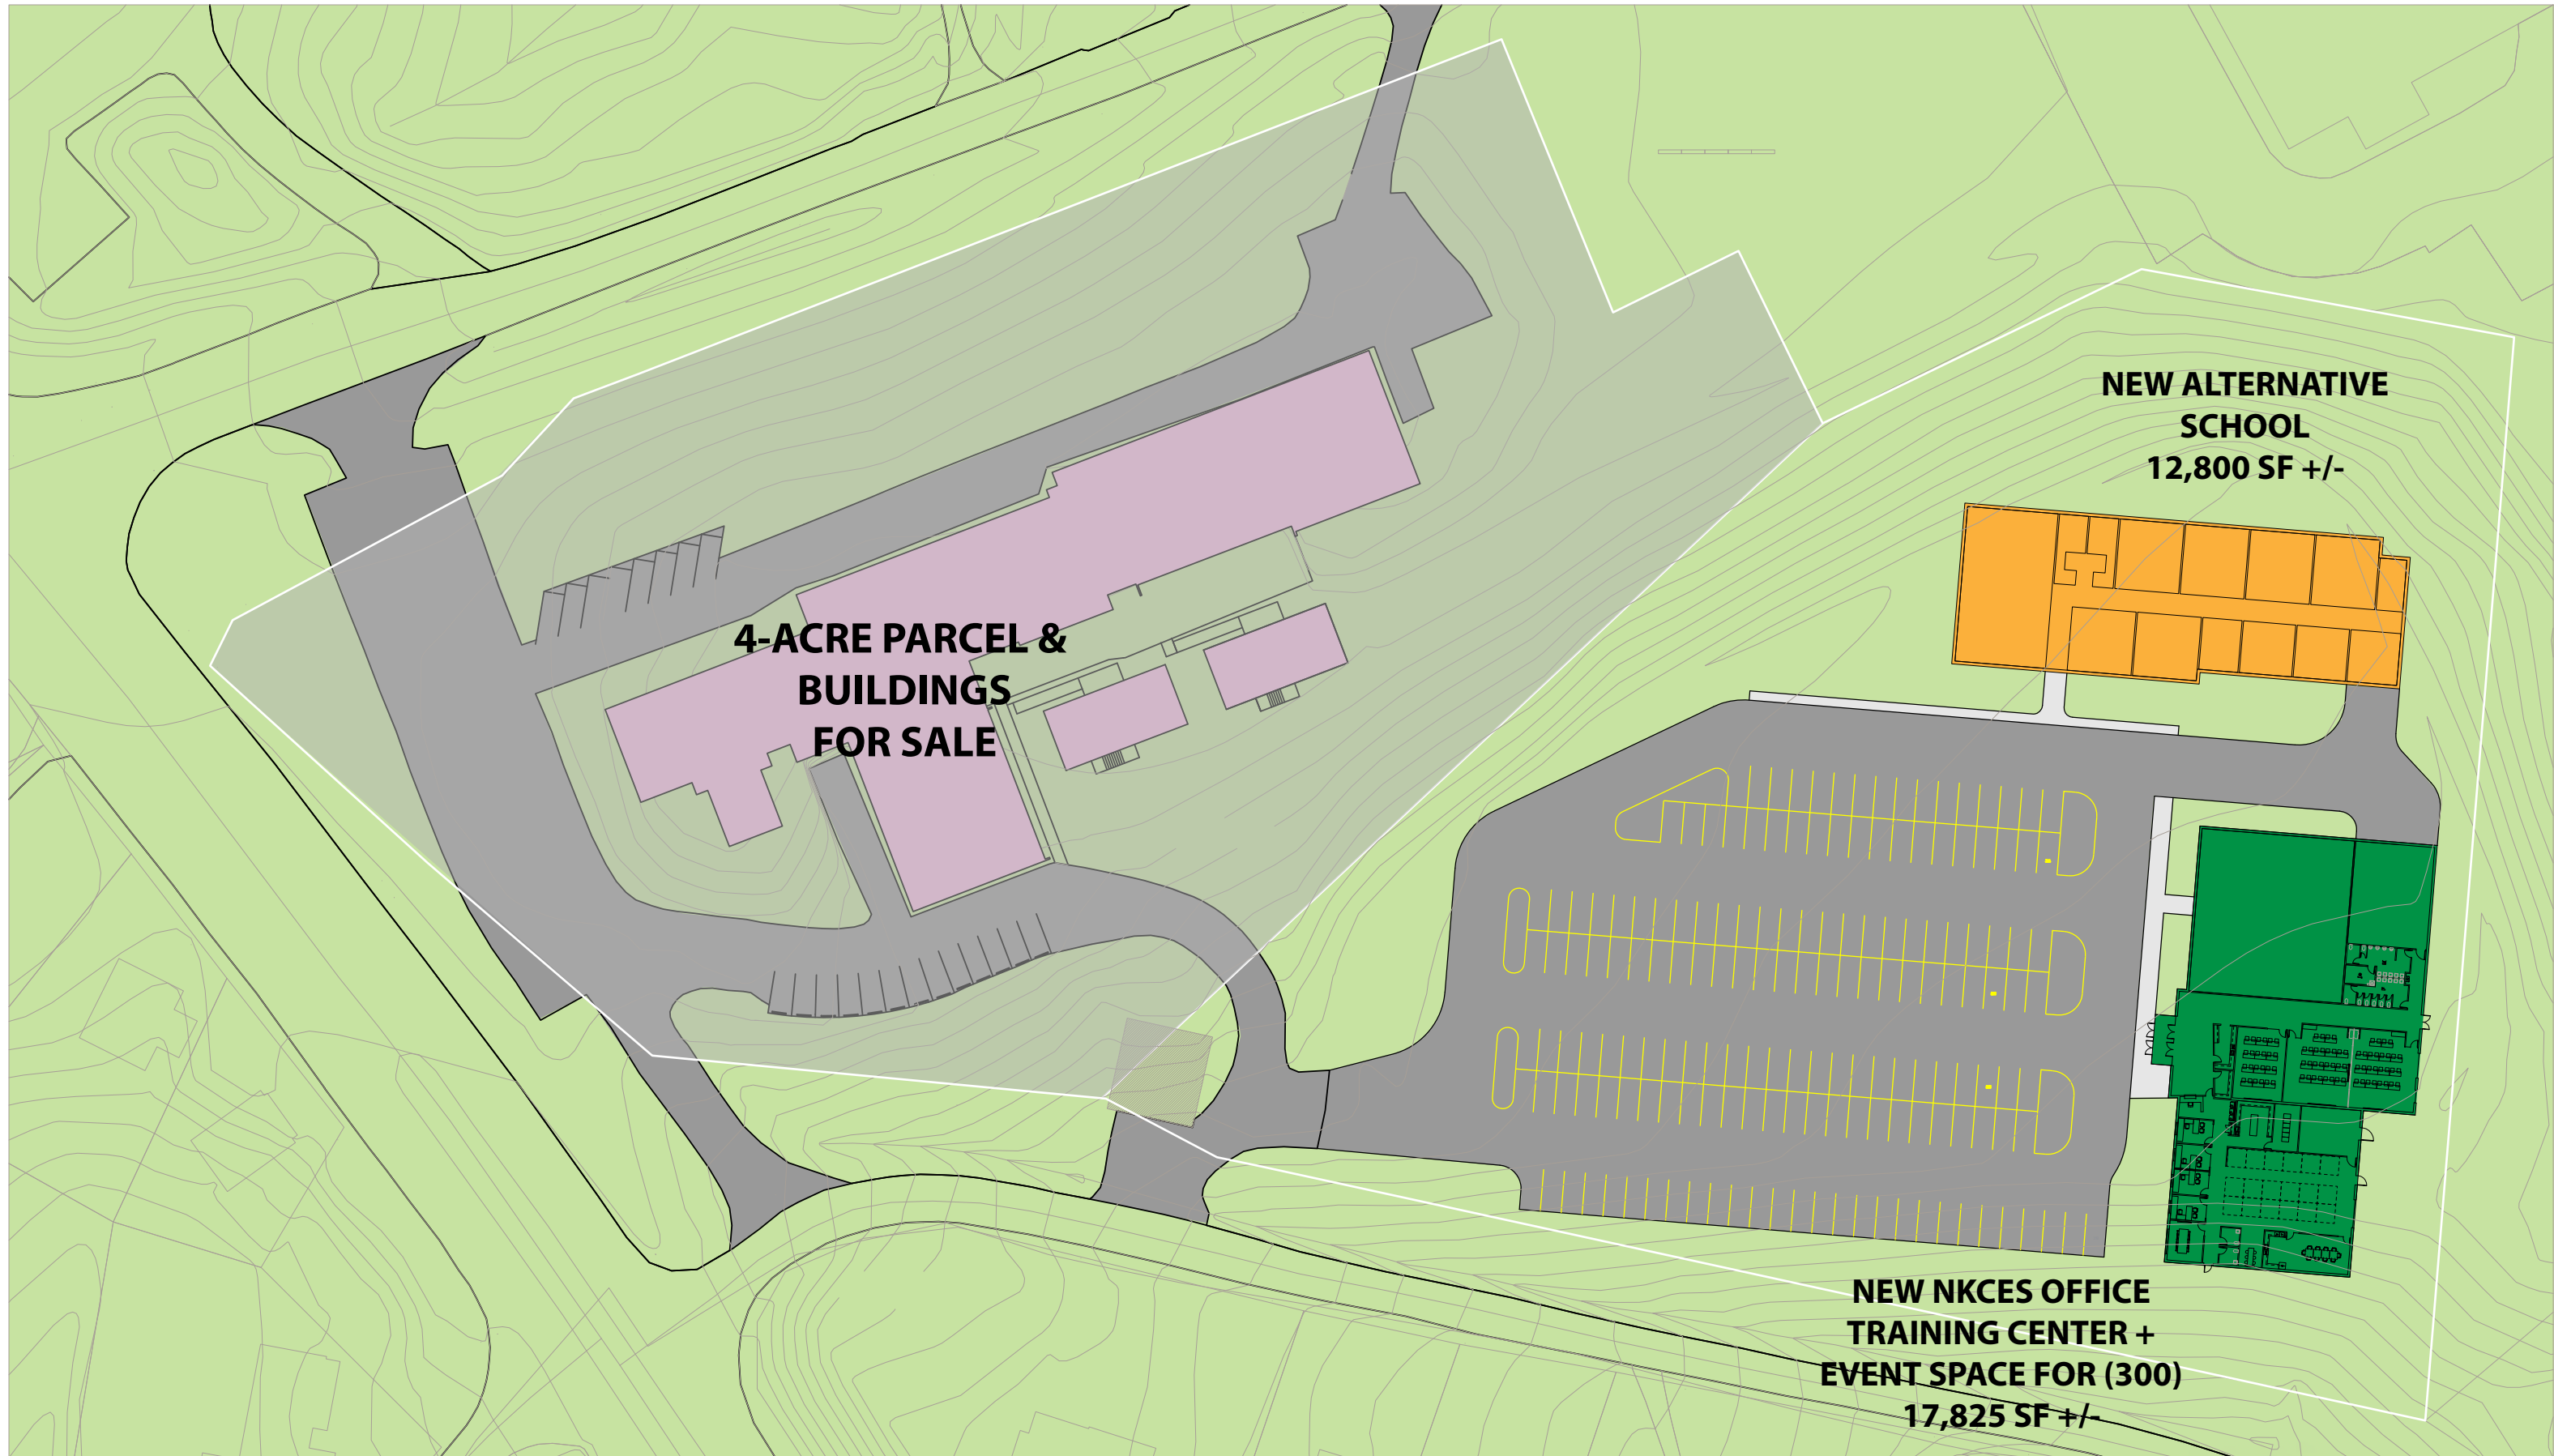 4-ACRE PARCEL &
BUILDINGS
FOR SALE
NEW ALTERNATIVE
SCHOOL
12,800 SF +/-
NEW NKCES OFFICE
TRAINING CENTER +
EVENT SPACE FOR (300)
17,825 SF +/-